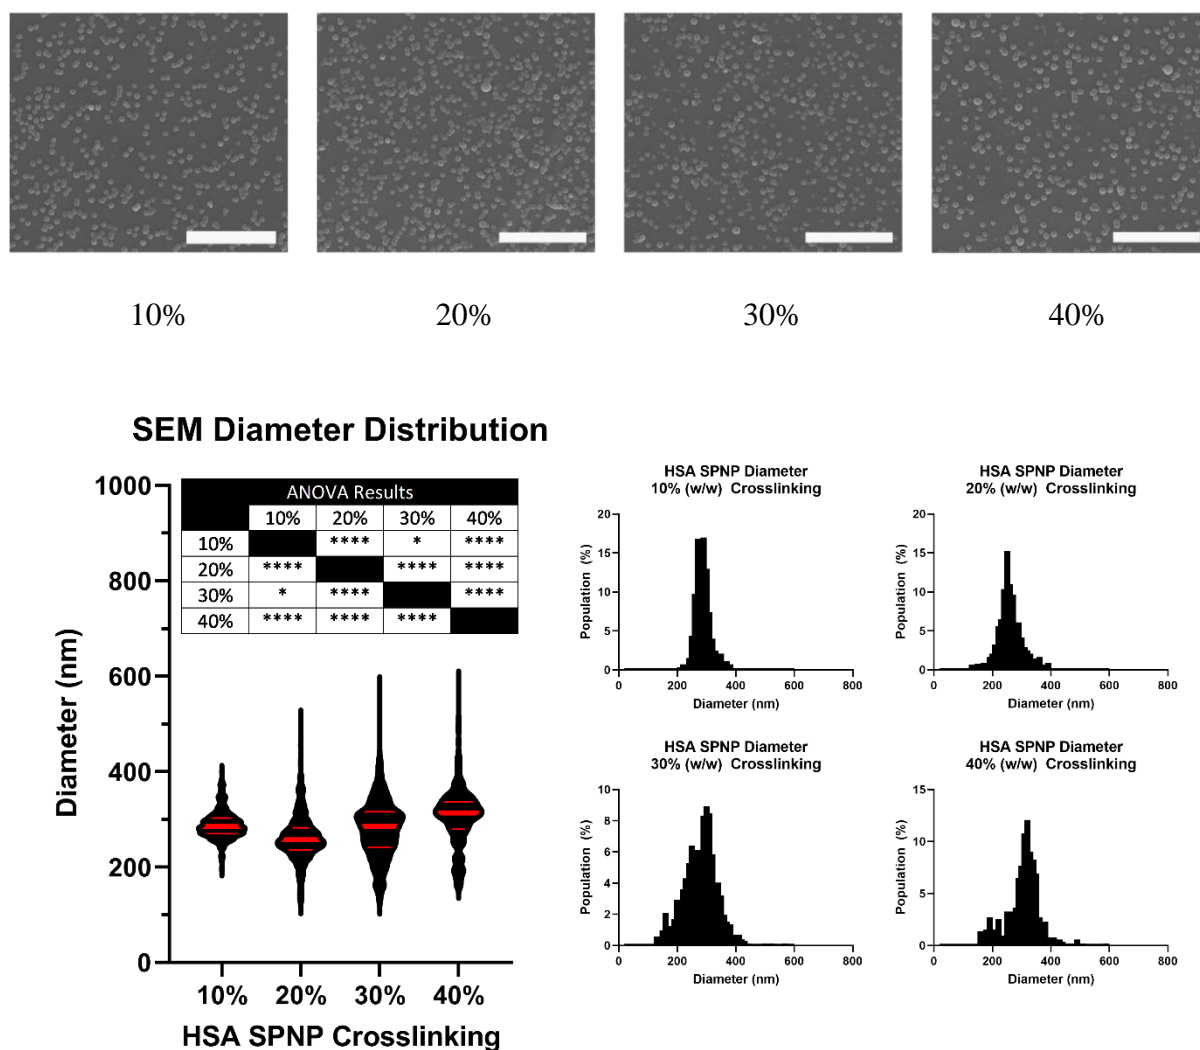 10%
20%
30%
40%
SEM Diameter Distribution
1000
800
600
400
200
0
Diameter (nm)
ANOVA Results
10% 20% 30% 40%
10% **** * ****
20% **** **** ****
30% * **** ****
40% **** **** ****
10% 20% 30% 40%
HSA SPNP Crosslinking
HSA SPNP Diameter
10% (w/w) Crosslinking
20
15
10
5
0
Population (%)
0 200 400 600 800
Diameter (nm)
HSA SPNP Diameter
20% (w/w) Crosslinking
20
15
10
5
0
Population (%)
0 200 400 600 800
Diameter (nm)
HSA SPNP Diameter
30% (w/w) Crosslinking
10
8
6
4
2
0
Population (%)
0 200 400 600 800
Diameter (nm)
HSA SPNP Diameter
40% (w/w) Crosslinking
15
10
5
0
Population (%)
0 200 400 600 800
Diameter (nm)